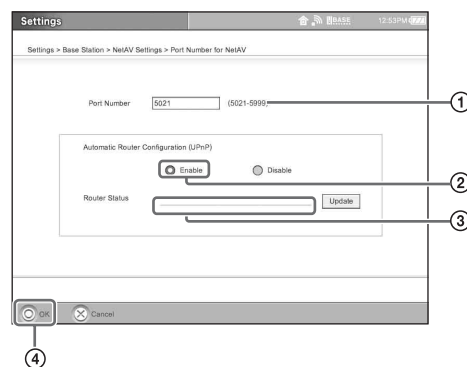 Settings
BASE
12:53PM
Settings > Base Station > NetAV Settings > Port Number for NetAV
Port Number
5021
(5021-5999)
1
Automatic Router Configuration (UPnP)
Enable
Disable
2
Router Status
Update
3
OK
Cancel
4